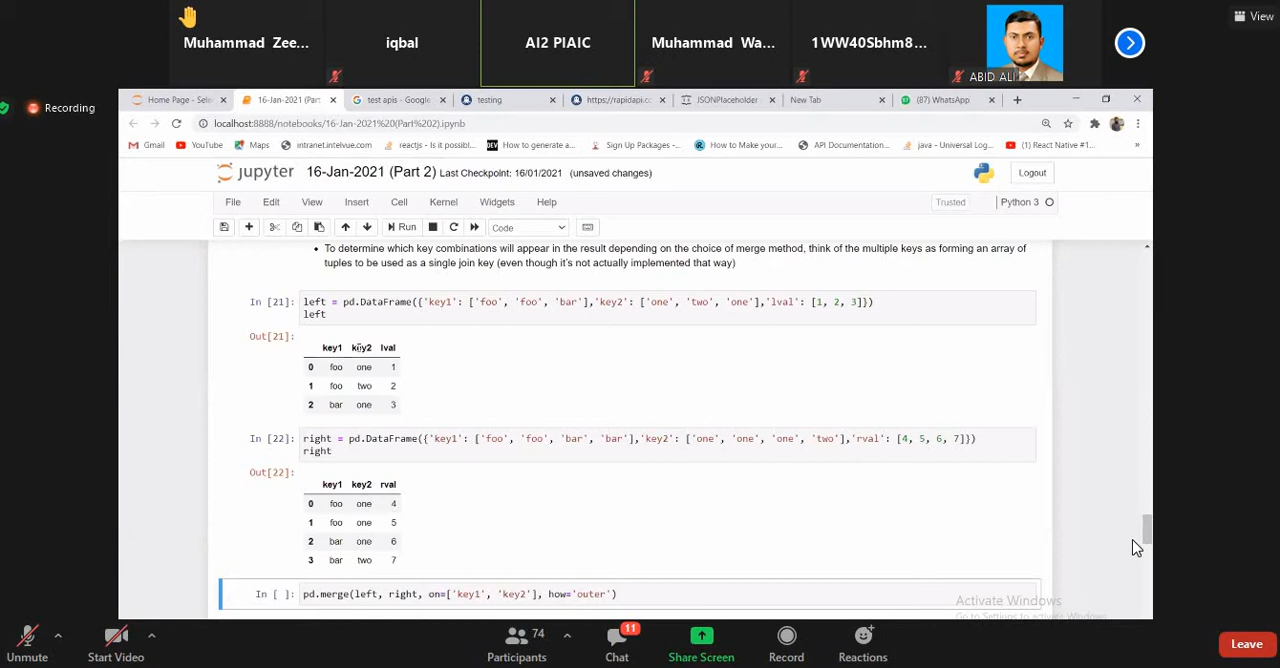 Muhammad Zee...
iqbal
AI2 PIAIC
Muhammad Wa...
1WW40Sbhm8...
ABID ALI
View
Recording
Home Page - Sele
16-Jan-2021 (Part
test apis - Google
testing
https://rapidapi.co
JSONPlaceholder
New Tab
(87) WhatsApp
localhost:8888/notebooks/16-Jan-2021%20(Part%202).ipynb
Gmail
YouTube
Maps
intranet.intelvue.com
reactjs - Is it possibl...
DEV
How to generate a...
Sign Up Packages -...
How to Make your...
API Documentation...
java - Universal Log...
(1) React Native #1...
jupyter
16-Jan-2021 (Part 2)
Last Checkpoint: 16/01/2021
(unsaved changes)
Logout
File
Edit
View
Insert
Cell
Kernel
Widgets
Help
Trusted
Python 3
Run
Code
• To determine which key combinations will appear in the result depending on the choice of merge method, think of the multiple keys as forming an array of
tuples to be used as a single join key (even though it's not actually implemented that way)
In [21]: left = pd.DataFrame({'key1': ['foo', 'foo', 'bar'],'key2': ['one', 'two', 'one'],'lval': [1, 2, 3]})
left
Out[21]:
key1 key2 lval
0 foo one 1
1 foo two 2
2 bar one 3
In [22]: right = pd.DataFrame({'key1': ['foo', 'foo', 'bar', 'bar'],'key2': ['one', 'one', 'one', 'two'],'rval': [4, 5, 6, 7]})
right
Out[22]:
key1 key2 rval
0 foo one 4
1 foo one 5
2 bar one 6
3 bar two 7
In [ ]: pd.merge(left, right, on=['key1', 'key2'], how='outer')
Activate Windows
Go to Settings to activate Windows.
Unmute
Start Video
74
Participants
11
Chat
Share Screen
Record
Reactions
Leave